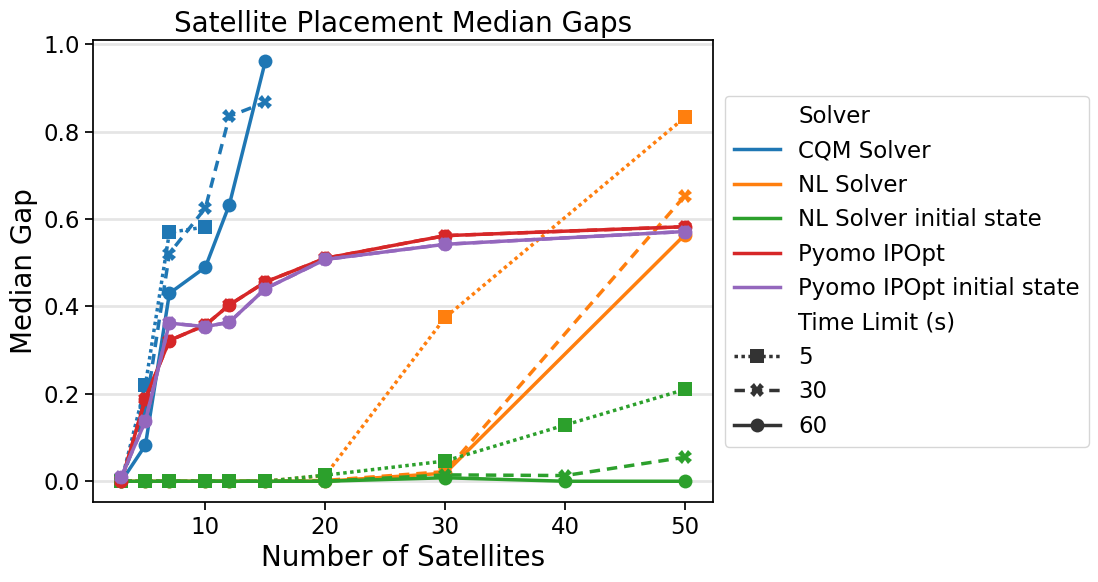 Satellite Placement Median Gaps
Median Gap
1.0
0.8
0.6
0.4
0.2
0.0
10
20
30
40
50
Number of Satellites
Solver
CQM Solver
NL Solver
NL Solver initial state
Pyomo IPOpt
Pyomo IPOpt initial state
Time Limit (s)
5
30
60